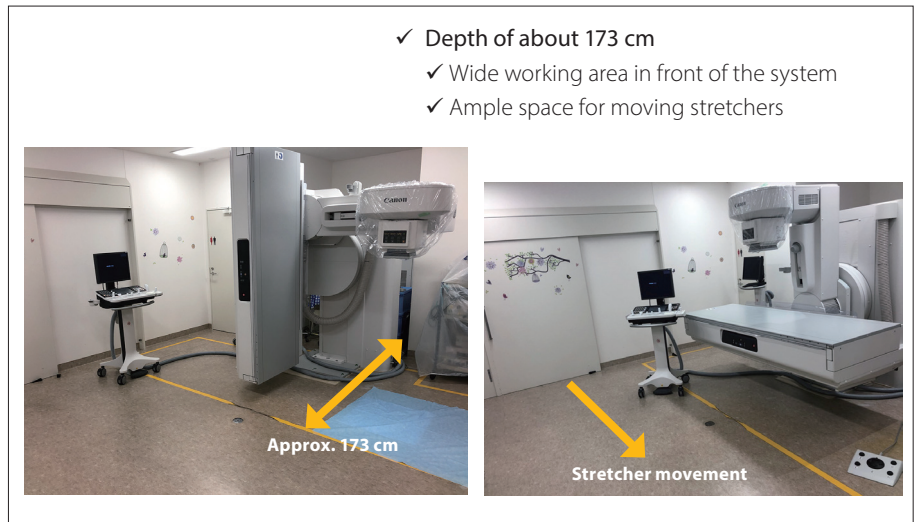 ✓ Depth of about 173 cm
✓ Wide working area in front of the system
✓ Ample space for moving stretchers
Canon
Approx. 173 cm
Canon
Stretcher movement